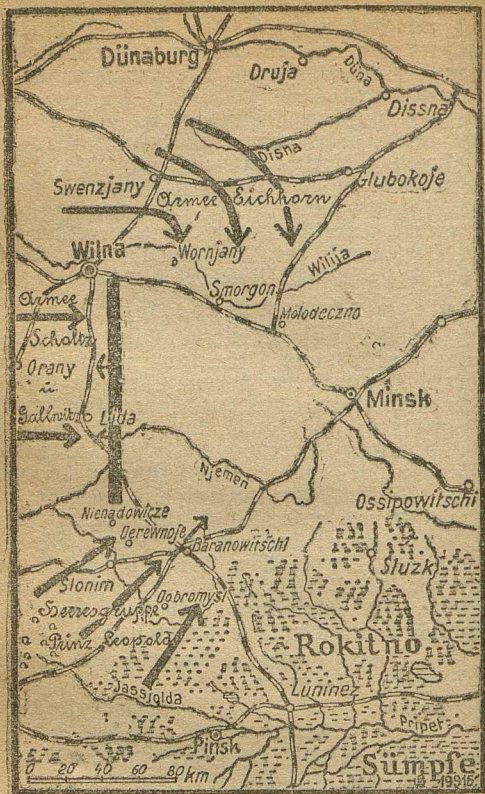 Dünaburg
Druja
Düna
Dissna
Disna
Swenzjany
Armee Eichhorn
Glubokoje
Wilna
Wornjany
Wilija
Smorgon
Molodeczno
Armee
Scholtz
Orany
u
Gallwitz
Lida
Minsk
Njemen
Ossipowitschi
Nienadowicze
Derewnoje
Baranowitschi
Sluzk
Slonim
Dobromysl
Heeresgruppe
Prinz Leopold
Rokitno
Jassjolda
Luninez
Pripet
Pinsk
Sümpfe
0 20 40 60 80 km